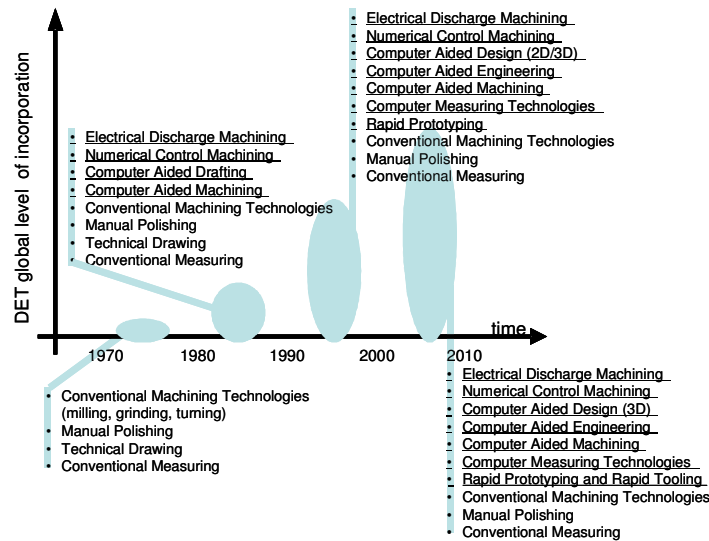 DET global level of incorporation
• Electrical Discharge Machining
• Numerical Control Machining
• Computer Aided Drafting
• Computer Aided Machining
• Conventional Machining Technologies
• Manual Polishing
• Technical Drawing
• Conventional Measuring
• Electrical Discharge Machining
• Numerical Control Machining
• Computer Aided Design (2D/3D)
• Computer Aided Engineering
• Computer Aided Machining
• Computer Measuring Technologies
• Rapid Prototyping
• Conventional Machining Technologies
• Manual Polishing
• Conventional Measuring
time
1970 1980 1990 2000 2010
• Conventional Machining Technologies
(milling, grinding, turning)
• Manual Polishing
• Technical Drawing
• Conventional Measuring
• Electrical Discharge Machining
• Numerical Control Machining
• Computer Aided Design (3D)
• Computer Aided Engineering
• Computer Aided Machining
• Computer Measuring Technologies
• Rapid Prototyping and Rapid Tooling
• Conventional Machining Technologies
• Manual Polishing
• Conventional Measuring